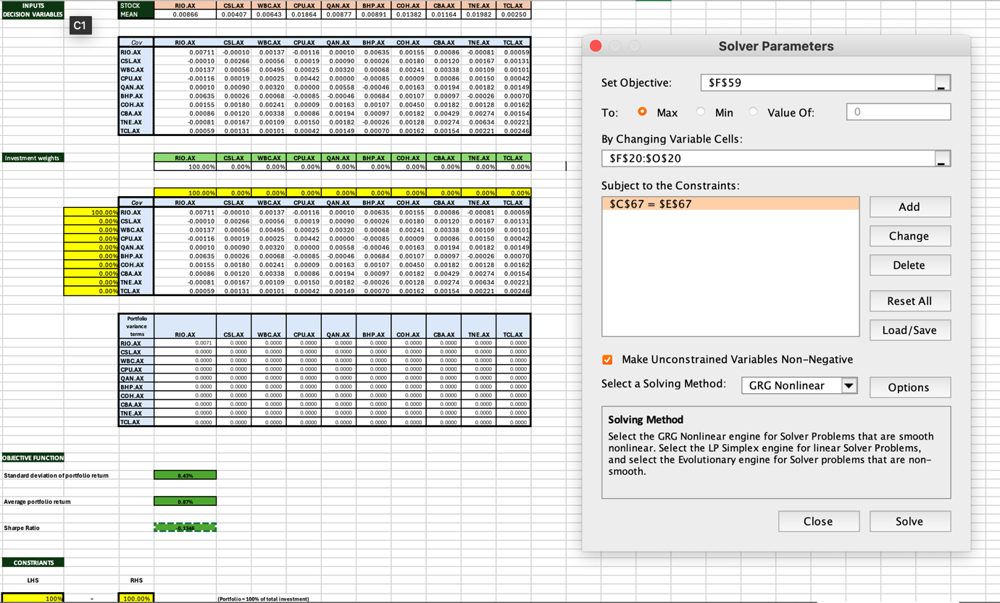 INPUTS STOCK RIO.AX CSL.AX WBC.AX CPU.AX QAN.AX BHP.AX COH.AX CBA.AX TNE.AX TCL.AX
DECISION VARIABLES MEAN 0.00866 0.00407 0.00643 0.01864 0.00877 0.00891 0.01382 0.01164 0.01982 0.00250
C1
Cov RIO.AX CSL.AX WBC.AX CPU.AX QAN.AX BHP.AX COH.AX CBA.AX TNE.AX TCL.AX
RIO.AX 0.00711 -0.00010 0.00137 -0.00116 0.00010 0.00635 0.00155 0.00086 -0.00081 0.00059
CSL.AX -0.00010 0.00266 0.00056 0.00019 0.00090 0.00026 0.00180 0.00120 0.00167 0.00131
WBC.AX 0.00137 0.00056 0.00495 0.00025 0.00320 0.00068 0.00241 0.00338 0.00109 0.00101
CPU.AX -0.00116 0.00019 0.00025 0.00442 0.00000 -0.00085 0.00009 0.00086 0.00150 0.00042
QAN.AX 0.00010 0.00090 0.00320 0.00000 0.00558 -0.00046 0.00163 0.00194 0.00182 0.00149
BHP.AX 0.00635 0.00026 0.00068 -0.00085 -0.00046 0.00684 0.00107 0.00097 -0.00026 0.00070
COH.AX 0.00155 0.00180 0.00241 0.00009 0.00163 0.00107 0.00450 0.00182 0.00128 0.00162
CBA.AX 0.00086 0.00120 0.00338 0.00086 0.00194 0.00097 0.00182 0.00429 0.00274 0.00154
TNE.AX -0.00081 0.00167 0.00109 0.00150 0.00182 -0.00026 0.00128 0.00274 0.00634 0.00221
TCL.AX 0.00059 0.00131 0.00101 0.00042 0.00149 0.00070 0.00162 0.00154 0.00221 0.00246
Investment weights RIO.AX CSL.AX WBC.AX CPU.AX QAN.AX BHP.AX COH.AX CBA.AX TNE.AX TCL.AX
100.00% 0.00% 0.00% 0.00% 0.00% 0.00% 0.00% 0.00% 0.00% 0.00%
100.00% 0.00% 0.00% 0.00% 0.00% 0.00% 0.00% 0.00% 0.00% 0.00%
Cov RIO.AX CSL.AX WBC.AX CPU.AX QAN.AX BHP.AX COH.AX CBA.AX TNE.AX TCL.AX
100.00% RIO.AX 0.00711 -0.00010 0.00137 -0.00116 0.00010 0.00635 0.00155 0.00086 -0.00081 0.00059
0.00% CSL.AX -0.00010 0.00266 0.00056 0.00019 0.00090 0.00026 0.00180 0.00120 0.00167 0.00131
0.00% WBC.AX 0.00137 0.00056 0.00495 0.00025 0.00320 0.00068 0.00241 0.00338 0.00109 0.00101
0.00% CPU.AX -0.00116 0.00019 0.00025 0.00442 0.00000 -0.00085 0.00009 0.00086 0.00150 0.00042
0.00% QAN.AX 0.00010 0.00090 0.00320 0.00000 0.00558 -0.00046 0.00163 0.00194 0.00182 0.00149
0.00% BHP.AX 0.00635 0.00026 0.00068 -0.00085 -0.00046 0.00684 0.00107 0.00097 -0.00026 0.00070
0.00% COH.AX 0.00155 0.00180 0.00241 0.00009 0.00163 0.00107 0.00450 0.00182 0.00128 0.00162
0.00% CBA.AX 0.00086 0.00120 0.00338 0.00086 0.00194 0.00097 0.00182 0.00429 0.00274 0.00154
0.00% TNE.AX -0.00081 0.00167 0.00109 0.00150 0.00182 -0.00026 0.00128 0.00274 0.00634 0.00221
0.00% TCL.AX 0.00059 0.00131 0.00101 0.00042 0.00149 0.00070 0.00162 0.00154 0.00221 0.00246
Portfolio
variance
terms RIO.AX CSL.AX WBC.AX CPU.AX QAN.AX BHP.AX COH.AX CBA.AX TNE.AX TCL.AX
RIO.AX 0.0071 0.0000 0.0000 0.0000 0.0000 0.0000 0.0000 0.0000 0.0000 0.0000
CSL.AX 0.0000 0.0000 0.0000 0.0000 0.0000 0.0000 0.0000 0.0000 0.0000 0.0000
WBC.AX 0.0000 0.0000 0.0000 0.0000 0.0000 0.0000 0.0000 0.0000 0.0000 0.0000
CPU.AX 0.0000 0.0000 0.0000 0.0000 0.0000 0.0000 0.0000 0.0000 0.0000 0.0000
QAN.AX 0.0000 0.0000 0.0000 0.0000 0.0000 0.0000 0.0000 0.0000 0.0000 0.0000
BHP.AX 0.0000 0.0000 0.0000 0.0000 0.0000 0.0000 0.0000 0.0000 0.0000 0.0000
COH.AX 0.0000 0.0000 0.0000 0.0000 0.0000 0.0000 0.0000 0.0000 0.0000 0.0000
CBA.AX 0.0000 0.0000 0.0000 0.0000 0.0000 0.0000 0.0000 0.0000 0.0000 0.0000
TNE.AX 0.0000 0.0000 0.0000 0.0000 0.0000 0.0000 0.0000 0.0000 0.0000 0.0000
TCL.AX 0.0000 0.0000 0.0000 0.0000 0.0000 0.0000 0.0000 0.0000 0.0000 0.0000
OBJECTIVE FUNCTION
Standard deviation of portfolio return 8.43%
Average portfolio return 0.87%
Sharpe Ratio
CONSTRIANTS
LHS RHS
100% = 100.00% (Portfolio = 100% of total investment)
Solver Parameters
Set Objective: $F$59
To: Max Min Value Of: 0
By Changing Variable Cells:
$F$20:$O$20
Subject to the Constraints:
$C$67 = $E$67
Add
Change
Delete
Reset All
Load/Save
Make Unconstrained Variables Non-Negative
Select a Solving Method: GRG Nonlinear Options
Solving Method
Select the GRG Nonlinear engine for Solver Problems that are smooth
nonlinear. Select the LP Simplex engine for linear Solver Problems,
and select the Evolutionary engine for Solver problems that are non-
smooth.
Close Solve